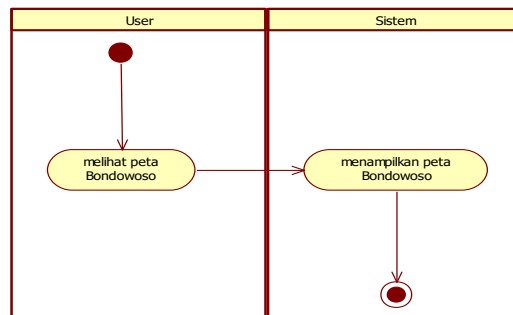 User
Sistem
melihat peta
Bondowoso
menampilkan peta
Bondowoso